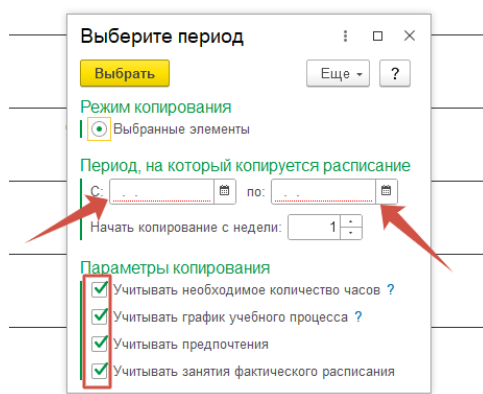 Выберите период
Выбрать Еще ?
Режим копирования
Выбранные элементы
Период, на который копируется расписание
С: . . по: . .
Начать копирование с недели: 1
Параметры копирования
Учитывать необходимое количество часов ?
Учитывать график учебного процесса ?
Учитывать предпочтения
Учитывать занятия фактического расписания